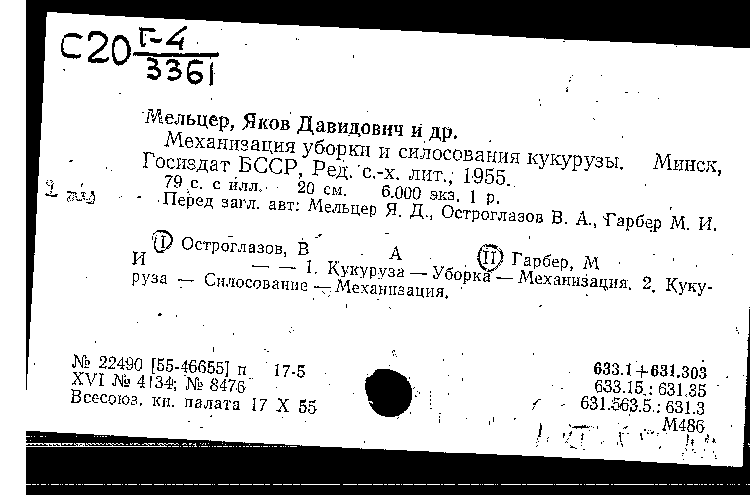 С20 Г-4
3361
Мельцер, Яков Давидович и др.
Механизация уборки и силосования кукурузы. Минск,
Госиздат БССР, Ред. с.-х. лит., 1955.
79 с. с илл. 20 см. 6.000 экз. 1 р.
Перед загл. авт: Мельцер Я. Д., Остроглазов В. А., Гарбер М. И.
I Остроглазов, В А II Гарбер, М
И — — 1. Кукуруза — Уборка — Механизация. 2. Куку-
руза — Силосование — Механизация.
№ 22490 [55-46655] п 17-5
XVI № 4134; № 8476
Всесоюз. кн. палата 17 X 55
633.1+631.303
633.15.: 631.35
631.563.5.: 631.3
М486